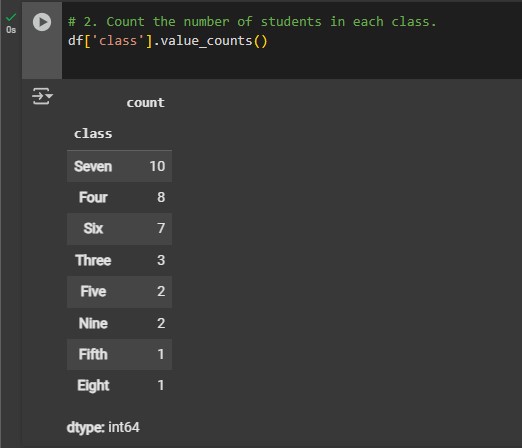 0s
# 2. Count the number of students in each class.
df['class'].value_counts()
count
class
Seven 10
Four 8
Six 7
Three 3
Five 2
Nine 2
Fifth 1
Eight 1
dtype: int64